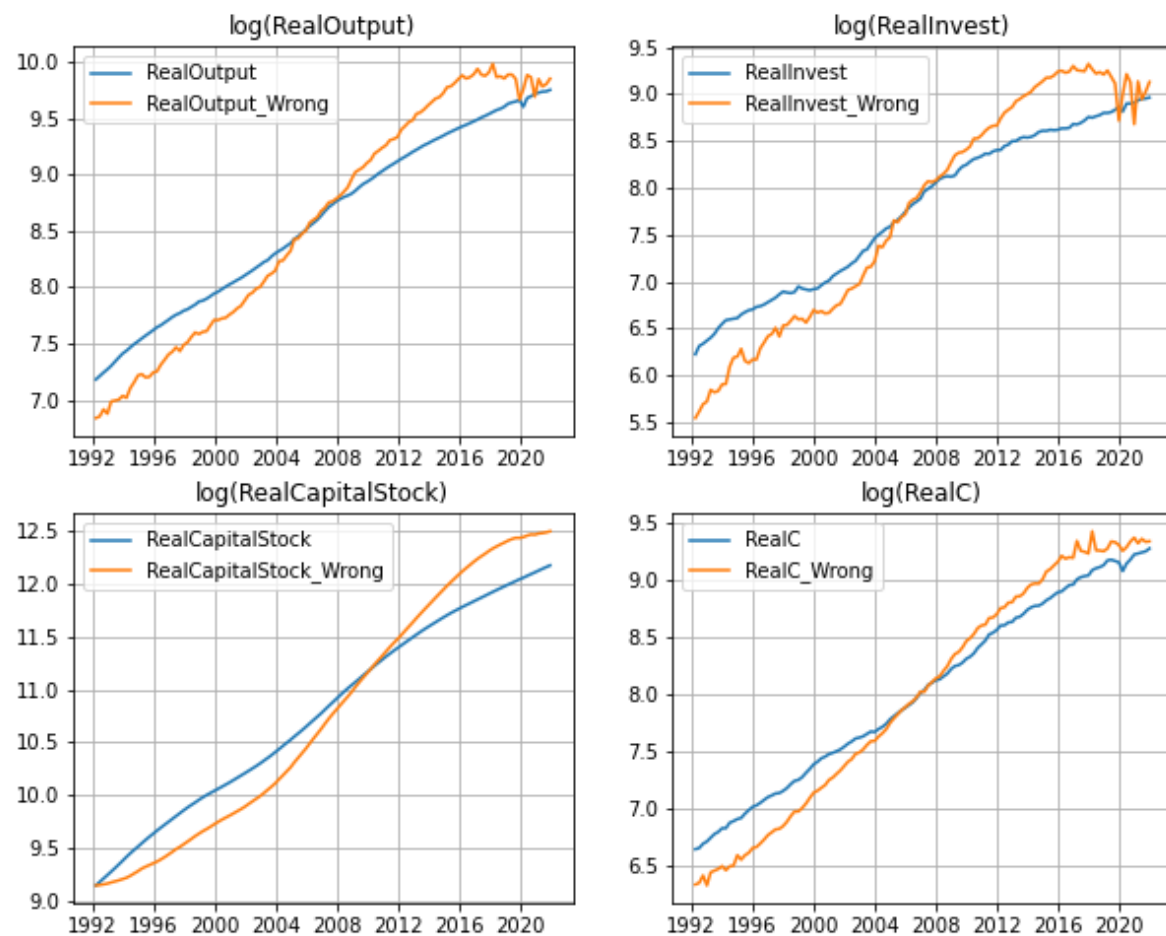 log(RealOutput)
RealOutput
RealOutput_Wrong
10.0
9.5
9.0
8.5
8.0
7.5
7.0
1992 1996 2000 2004 2008 2012 2016 2020
log(RealInvest)
RealInvest
RealInvest_Wrong
9.5
9.0
8.5
8.0
7.5
7.0
6.5
6.0
5.5
1992 1996 2000 2004 2008 2012 2016 2020
log(RealCapitalStock)
RealCapitalStock
RealCapitalStock_Wrong
12.5
12.0
11.5
11.0
10.5
10.0
9.5
9.0
1992 1996 2000 2004 2008 2012 2016 2020
log(RealC)
RealC
RealC_Wrong
9.5
9.0
8.5
8.0
7.5
7.0
6.5
1992 1996 2000 2004 2008 2012 2016 2020